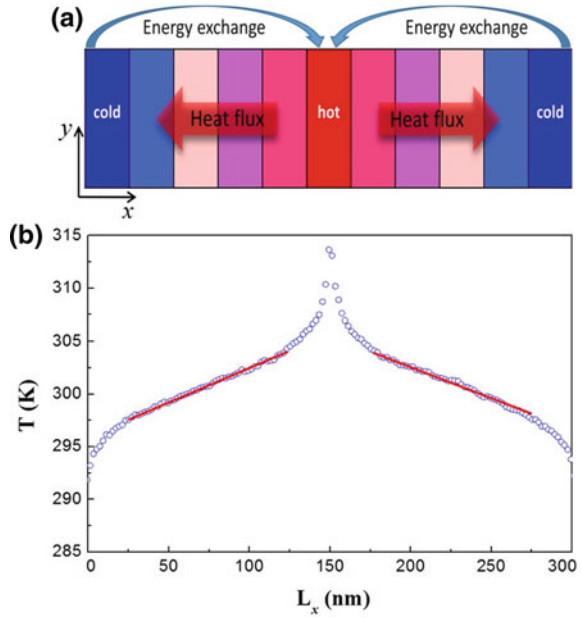 (a)
Energy exchange Energy exchange
cold hot cold
Heat flux Heat flux
y
x
(b)
315
310
305
300
295
290
285
T (K)
0 50 100 150 200 250 300
Lx (nm)